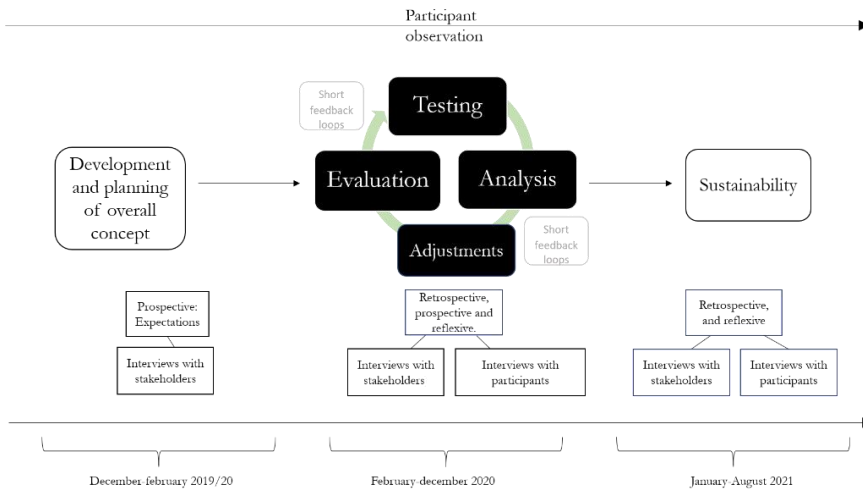 Participant
observation
Short
feedback
loops
Testing
Development
and planning
of overall
concept
Evaluation
Analysis
Sustainability
Adjustments
Short
feedback
loops
Prospective:
Expectations
Interviews with
stakeholders
Retrospective,
prospective and
reflexive.
Interviews with
stakeholders
Interviews with
participants
Retrospective,
and reflexive
Interviews with
stakeholders
Interviews with
participants
December-february 2019/20
February-december 2020
January-August 2021